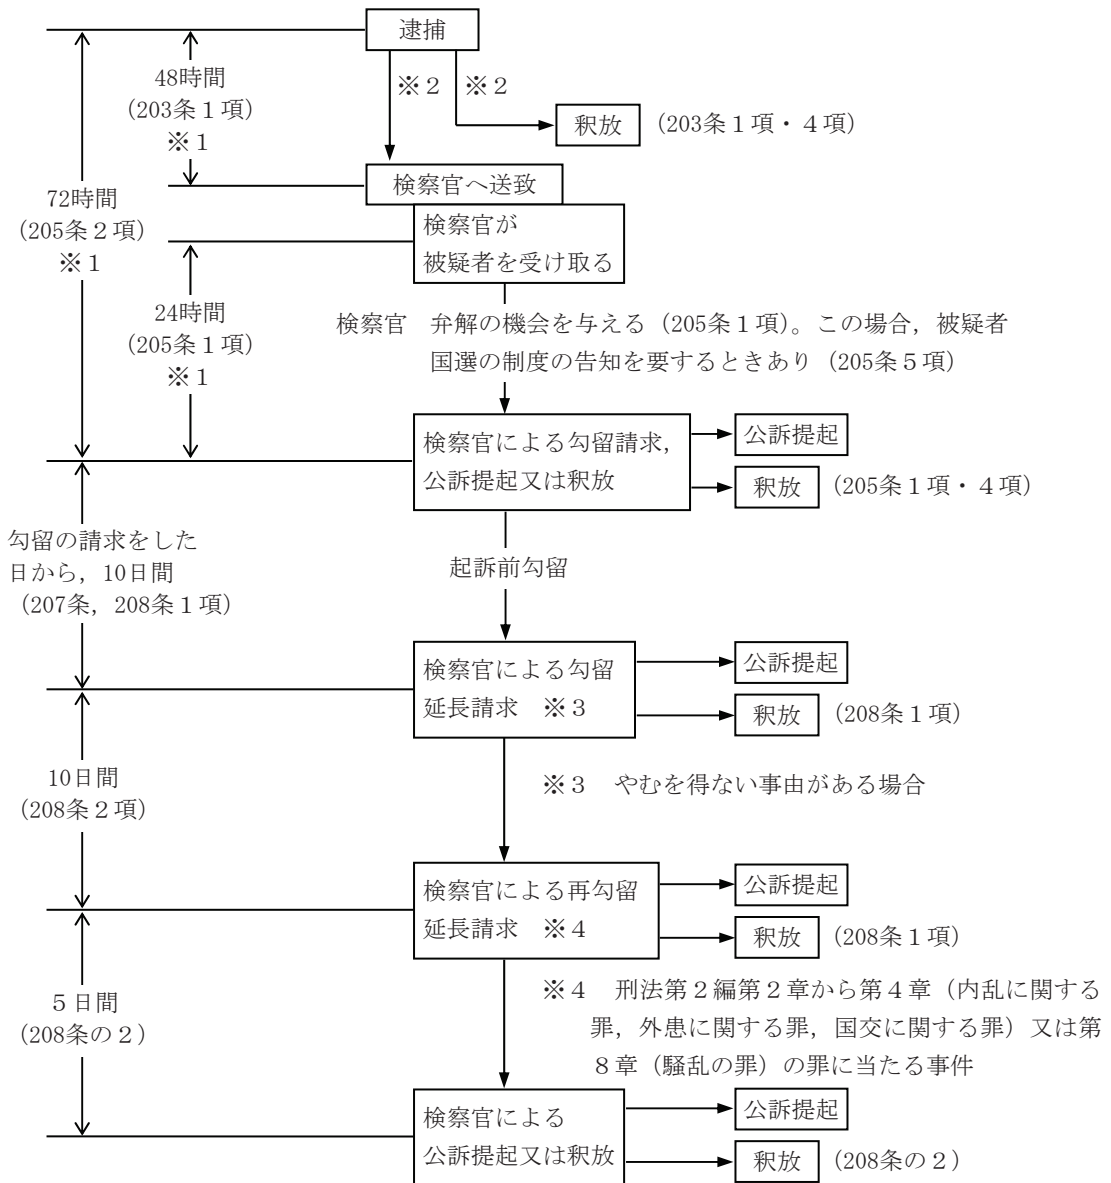 逮捕
48時間
(203条１項)
※１
※２ ※２
釈放 (203条１項・４項)
検察官へ送致
72時間
(205条２項)
※１
検察官が
被疑者を受け取る
24時間
(205条１項)
※１
検察官　弁解の機会を与える（205条１項)。この場合，被疑者
国選の制度の告知を要するときあり（205条５項）
検察官による勾留請求，
公訴提起又は釈放
公訴提起
釈放 (205条１項・４項)
勾留の請求をした
日から，10日間
(207条，208条１項)
起訴前勾留
検察官による勾留
延長請求　※３
公訴提起
釈放 (208条１項)
10日間
(208条２項)
※３　やむを得ない事由がある場合
検察官による再勾留
延長請求　※４
公訴提起
釈放 (208条１項)
５日間
(208条の２)
※４　刑法第２編第２章から第４章（内乱に関する
罪，外患に関する罪，国交に関する罪）又は第
８章（騒乱の罪）の罪に当たる事件
検察官による
公訴提起又は釈放
公訴提起
釈放 (208条の２)